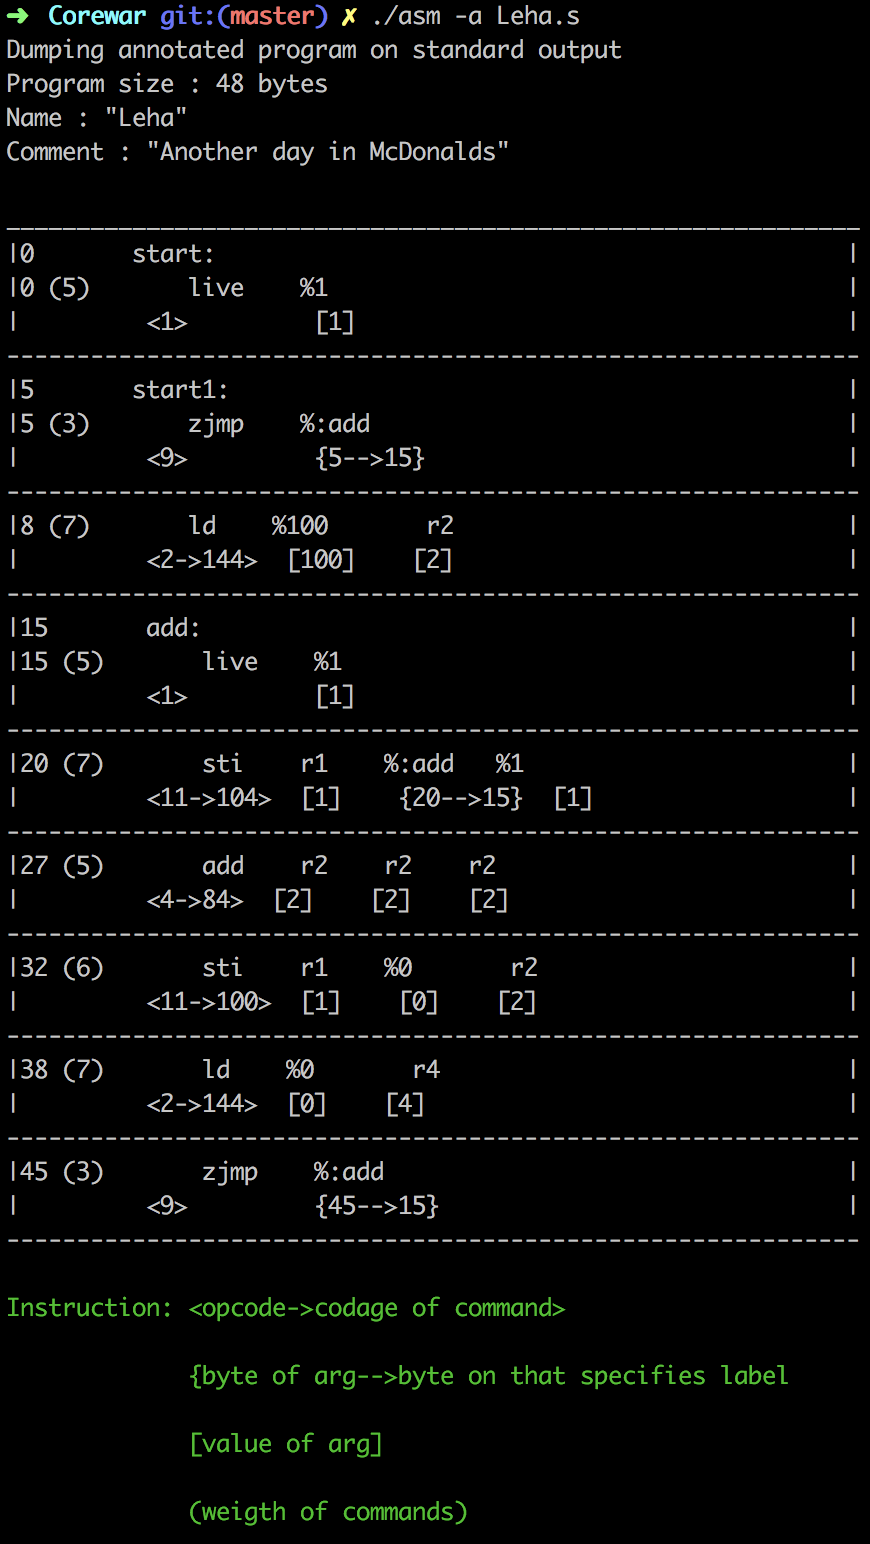 ➜  Corewar git:(master) ✗ ./asm -a Leha.s
Dumping annotated program on standard output
Program size : 48 bytes
Name : "Leha"
Comment : "Another day in McDonalds"
_____________________________________________________________
|0       start:                                             |
|0 (5)       live    %1                                     |
|         <1>         [1]                                   |
-------------------------------------------------------------
|5       start1:                                            |
|5 (3)       zjmp    %:add                                  |
|         <9>         {5-->15}                              |
-------------------------------------------------------------
|8 (7)       ld    %100       r2                            |
|         <2->144>  [100]    [2]                            |
-------------------------------------------------------------
|15       add:                                              |
|15 (5)       live    %1                                    |
|         <1>         [1]                                   |
-------------------------------------------------------------
|20 (7)       sti    r1    %:add   %1                       |
|         <11->104>  [1]    {20-->15}  [1]                  |
-------------------------------------------------------------
|27 (5)       add    r2    r2    r2                         |
|         <4->84>  [2]    [2]    [2]                        |
-------------------------------------------------------------
|32 (6)       sti    r1    %0       r2                      |
|         <11->100>  [1]    [0]    [2]                      |
-------------------------------------------------------------
|38 (7)       ld    %0       r4                             |
|         <2->144>  [0]    [4]                              |
-------------------------------------------------------------
|45 (3)       zjmp    %:add                                 |
|         <9>         {45-->15}                             |
-------------------------------------------------------------
Instruction: <opcode->codage of command>
{byte of arg-->byte on that specifies label
[value of arg]
(weigth of commands)